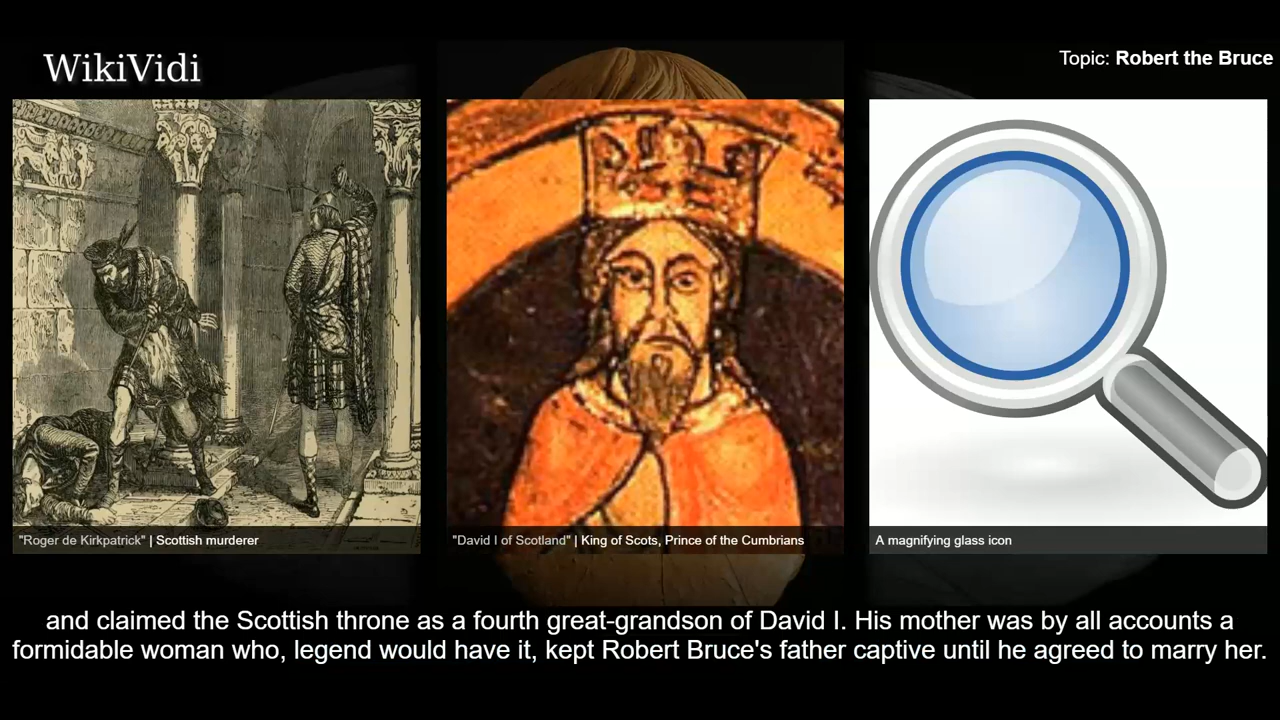 WikiVidi
Topic: Robert the Bruce
"Roger de Kirkpatrick" | Scottish murderer
"David I of Scotland" | King of Scots, Prince of the Cumbrians
A magnifying glass icon
and claimed the Scottish throne as a fourth great-grandson of David I. His mother was by all accounts a
formidable woman who, legend would have it, kept Robert Bruce's father captive until he agreed to marry her.